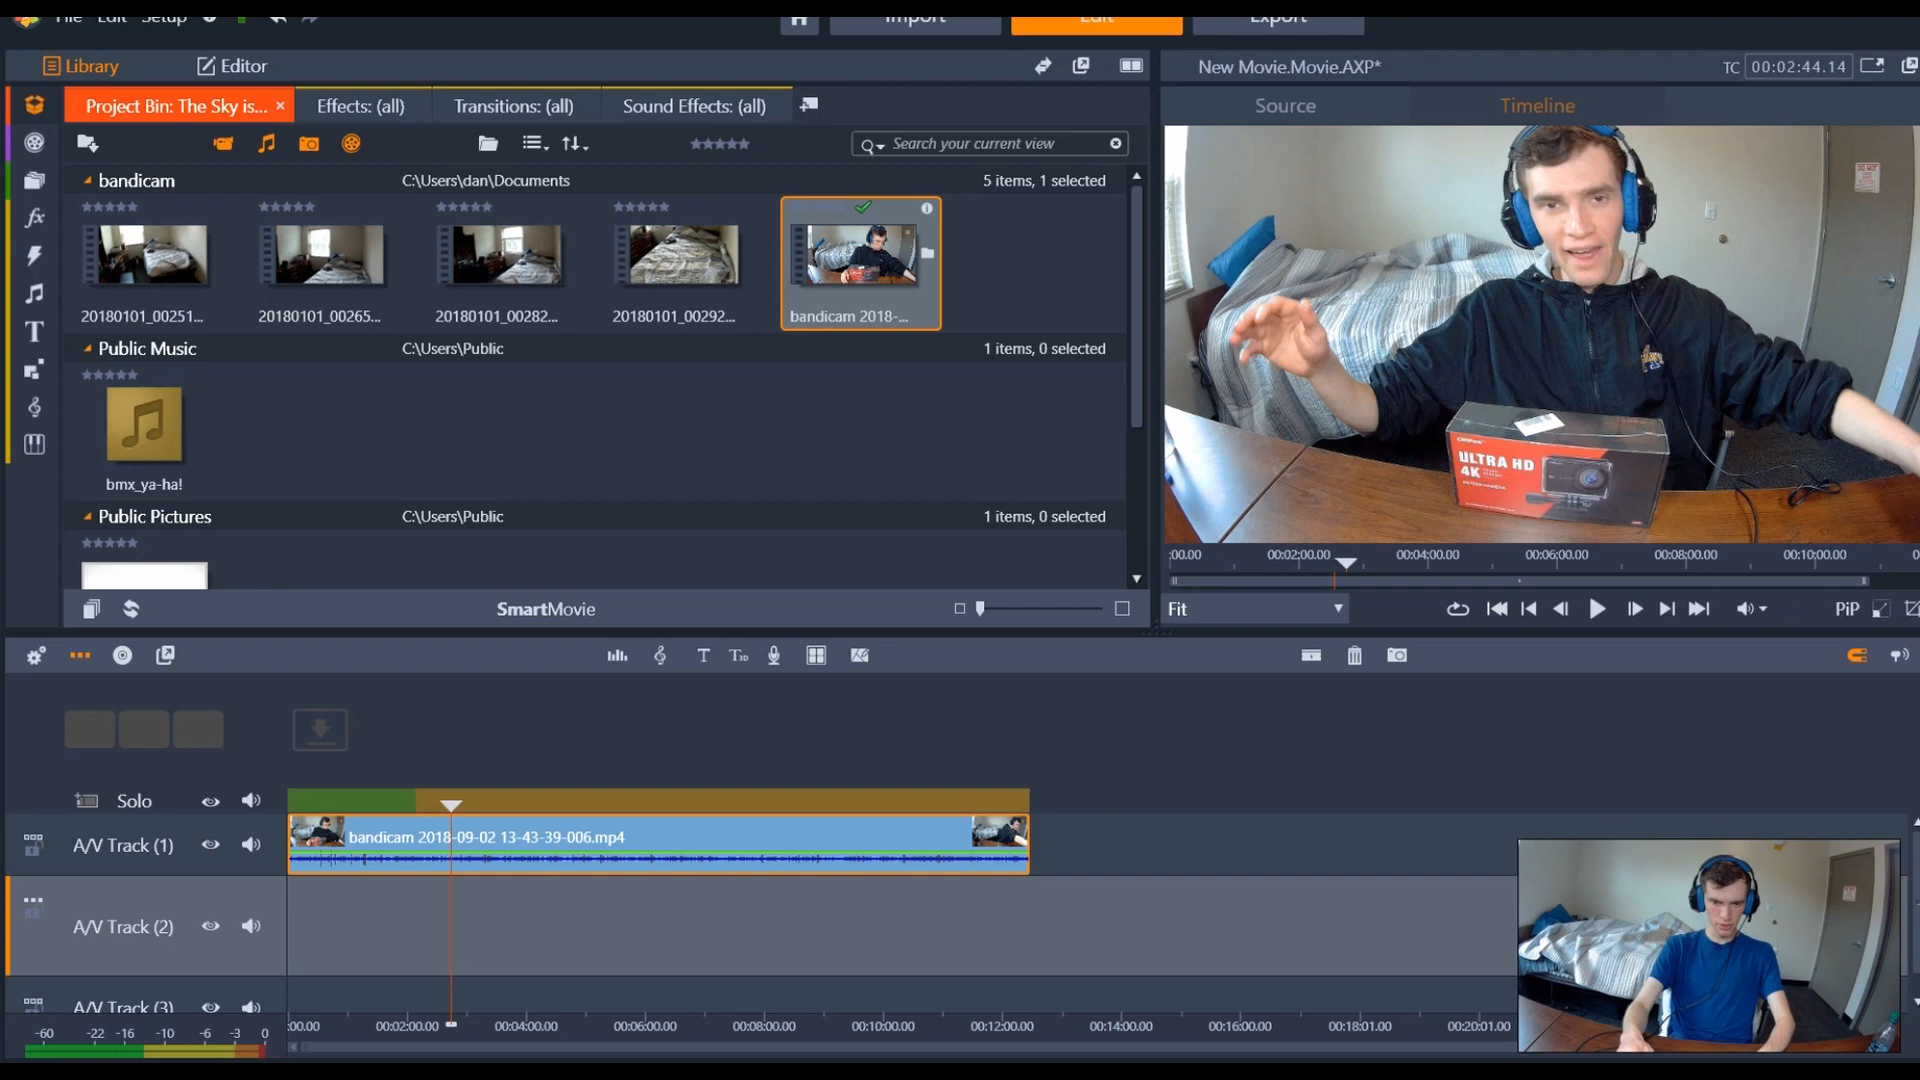 File Edit Setup
Import Edit Export
Library Editor
New Movie.Movie.AXP* TC 00:02:44.14
Project Bin: The Sky is... × Effects: (all) Transitions: (all) Sound Effects: (all)
Source Timeline
Search your current view
bandicam C:\Users\dan\Documents 5 items, 1 selected
20180101_00251... 20180101_00265... 20180101_00282... 20180101_00292... bandicam 2018-...
Public Music C:\Users\Public 1 items, 0 selected
bmx_ya-ha!
Public Pictures C:\Users\Public 1 items, 0 selected
SmartMovie
ULTRA HD
4K
:00.00 00:02:00.00 00:04:00.00 00:06:00.00 00:08:00.00 00:10:00.00
Fit PiP
Solo
A/V Track (1) bandicam 2018-09-02 13-43-39-006.mp4
A/V Track (2)
A/V Track (3)
-60 -22 -16 -10 -6 -3 0
:00.00 00:02:00.00 00:04:00.00 00:06:00.00 00:08:00.00 00:10:00.00 00:12:00.00 00:14:00.00 00:16:00.00 00:18:01.00 00:20:01.00